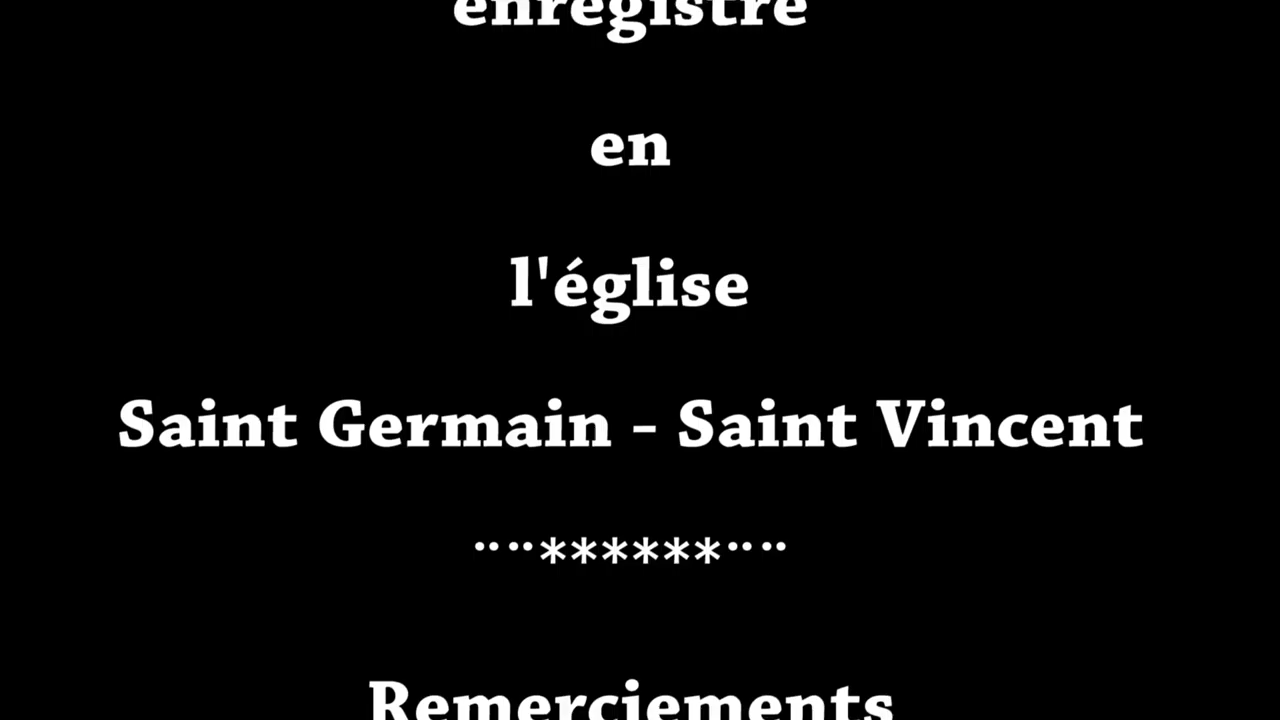 enregistré
en
l'église
Saint Germain - Saint Vincent
¨¨******¨¨
Remerciements